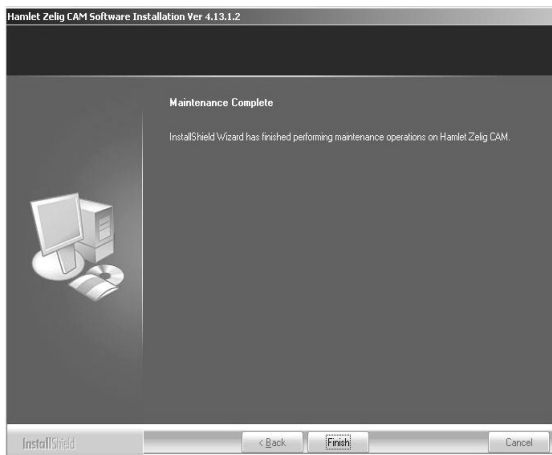 Hamlet Zelig CAM Software Installation Ver 4.13.1.2
Maintenance Complete
InstallShield Wizard has finished performing maintenance operations on Hamlet Zelig CAM.
InstallShield
< Back
Finish
Cancel